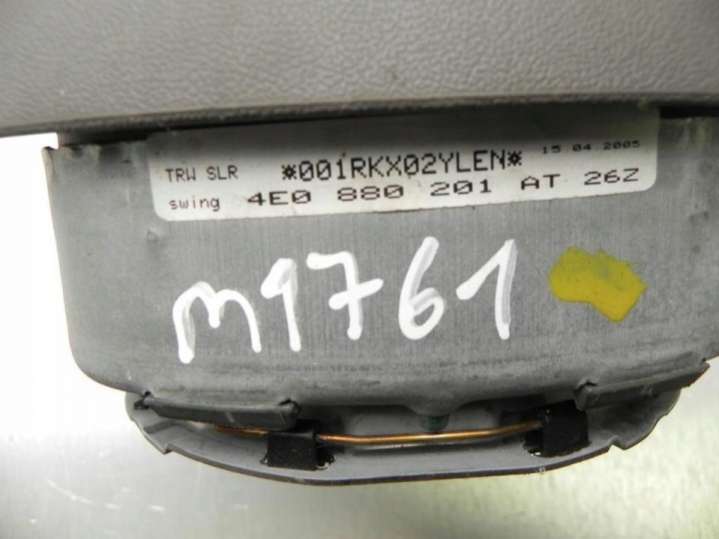 TRW SLR *001RKX02YLEN* 15 04 2005
swing 4E0 880 201 AT 26Z
m1761